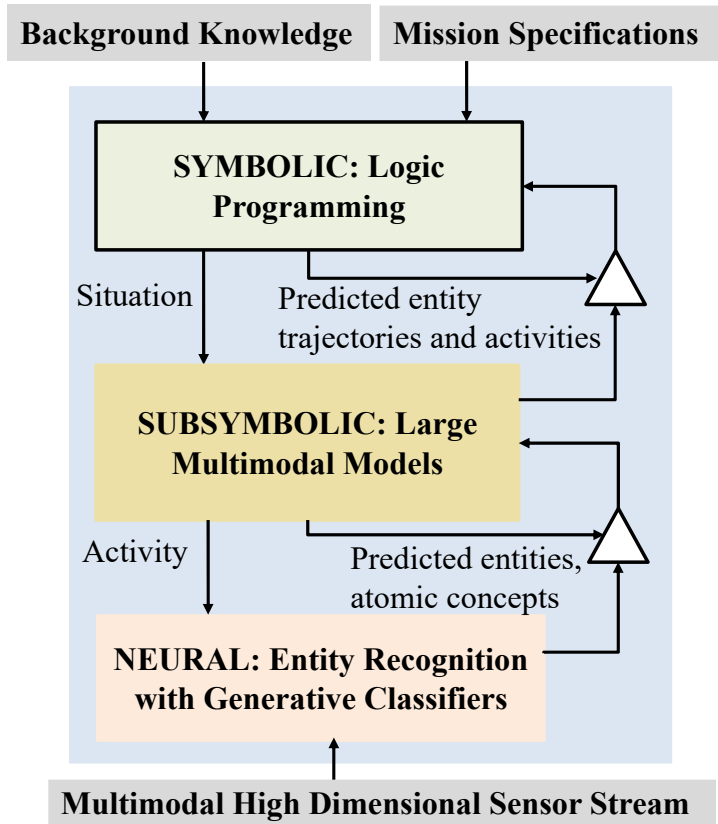 Background Knowledge
Mission Specifications
SYMBOLIC: Logic
Programming
Situation
Predicted entity
trajectories and activities
SUBSYMBOLIC: Large
Multimodal Models
Activity
Predicted entities,
atomic concepts
NEURAL: Entity Recognition
with Generative Classifiers
Multimodal High Dimensional Sensor Stream